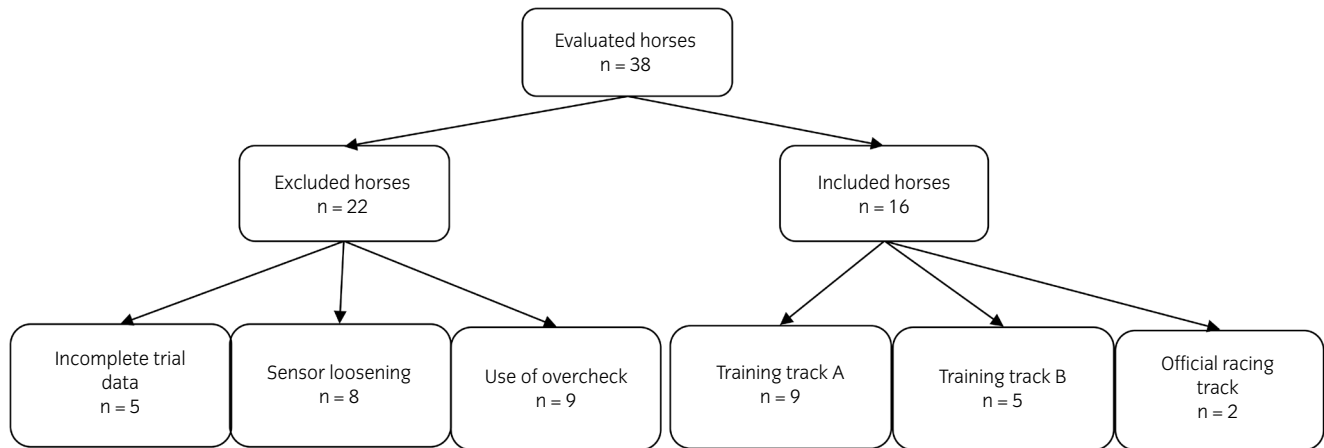 Evaluated horses
n = 38
Excluded horses
n = 22
Included horses
n = 16
Incomplete trial
data
n = 5
Sensor loosening
n = 8
Use of overcheck
n = 9
Training track A
n = 9
Training track B
n = 5
Official racing
track
n = 2